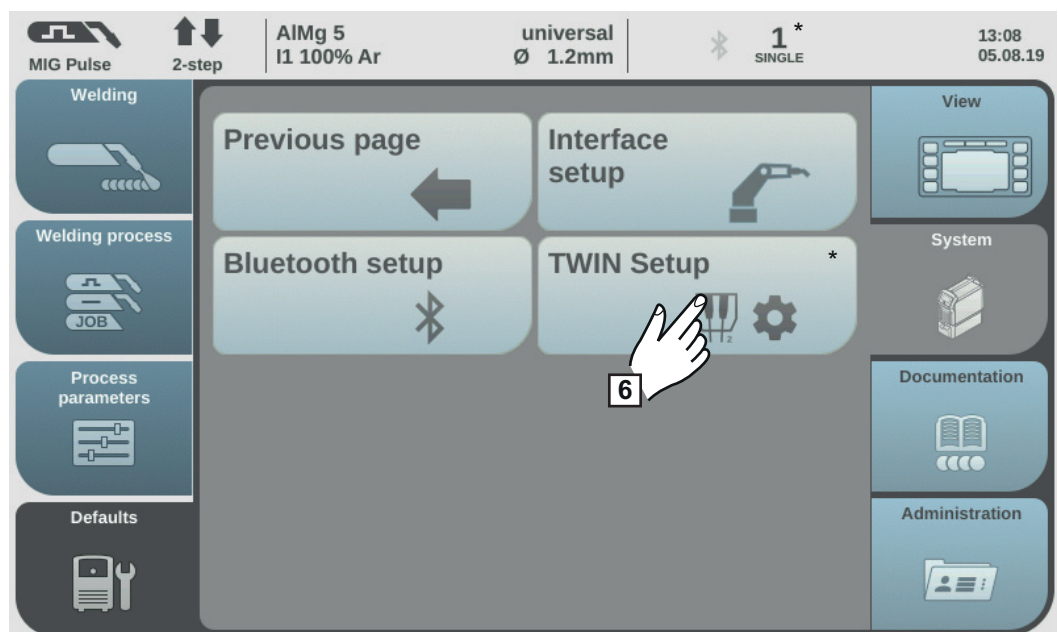 MIG Pulse
2-step
AlMg 5
I1 100% Ar
universal
Ø 1.2mm
1*
SINGLE
13:08
05.08.19
Welding
Welding process
JOB
Process
parameters
Defaults
Previous page
Interface
setup
Bluetooth setup
TWIN Setup *
2
6
View
System
Documentation
Administration